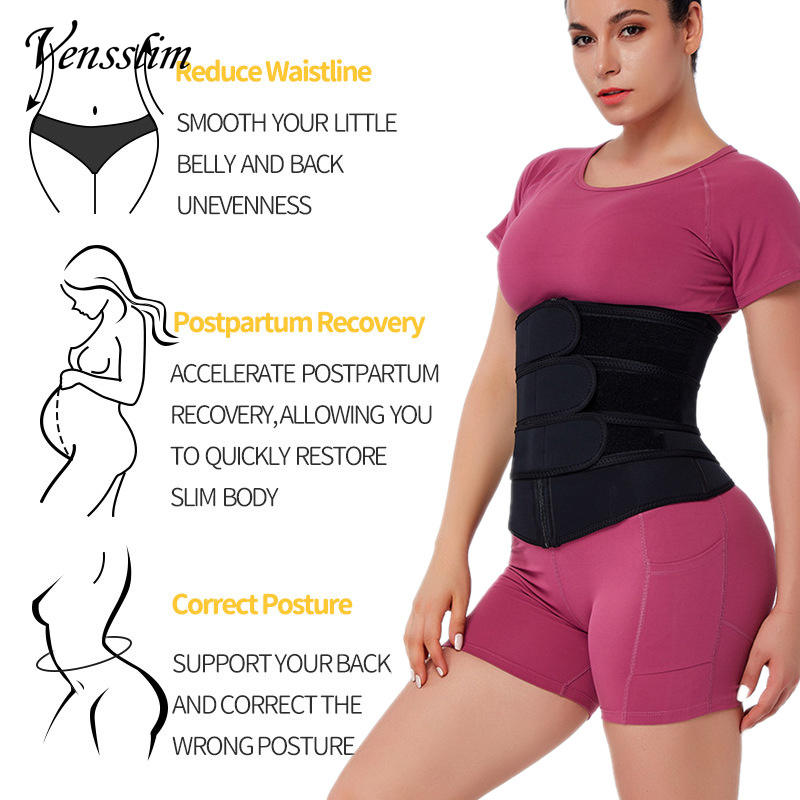 Vensslim
Reduce Waistline
SMOOTH YOUR LITTLE
BELLY AND BACK
UNEVENNESS
Postpartum Recovery
ACCELERATE POSTPARTUM
RECOVERY,ALLOWING YOU
TO QUICKLY RESTORE
SLIM BODY
Correct Posture
SUPPORT YOUR BACK
AND CORRECT THE
WRONG POSTURE